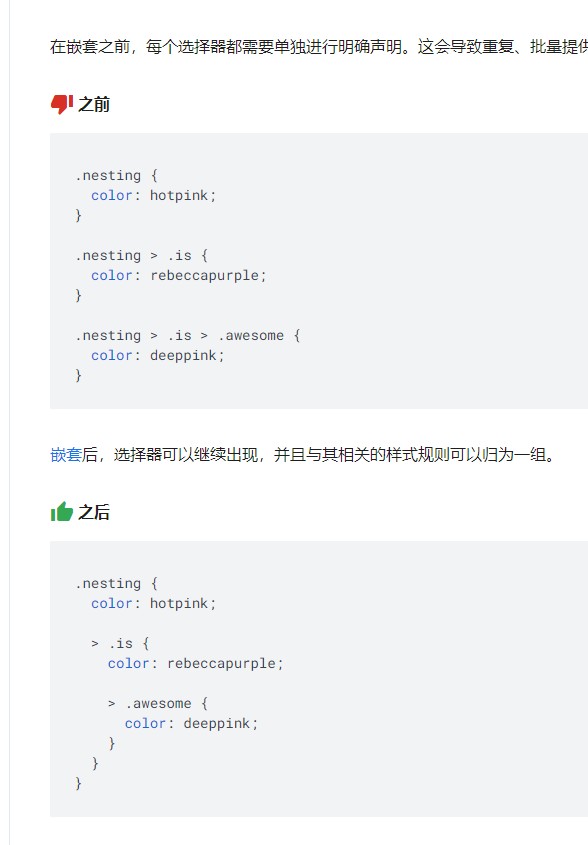 在嵌套之前，每个选择器都需要单独进行明确声明。这会导致重复、批量提供
之前
.nesting {
  color: hotpink;
}
.nesting > .is {
  color: rebeccapurple;
}
.nesting > .is > .awesome {
  color: deeppink;
}
嵌套后，选择器可以继续出现，并且与其相关的样式规则可以归为一组。
之后
.nesting {
  color: hotpink;
  > .is {
    color: rebeccapurple;
    > .awesome {
      color: deeppink;
    }
  }
}